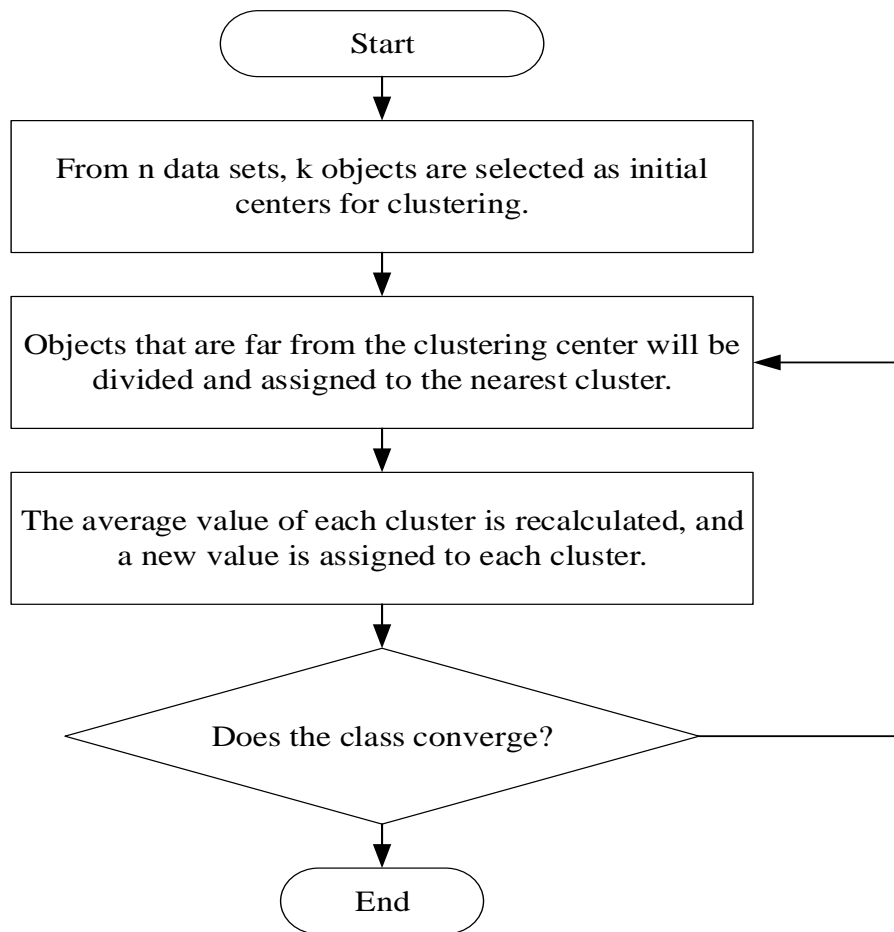 Start
From n data sets, k objects are selected as initial
centers for clustering.
Objects that are far from the clustering center will be
divided and assigned to the nearest cluster.
The average value of each cluster is recalculated, and
a new value is assigned to each cluster.
Does the class converge?
End